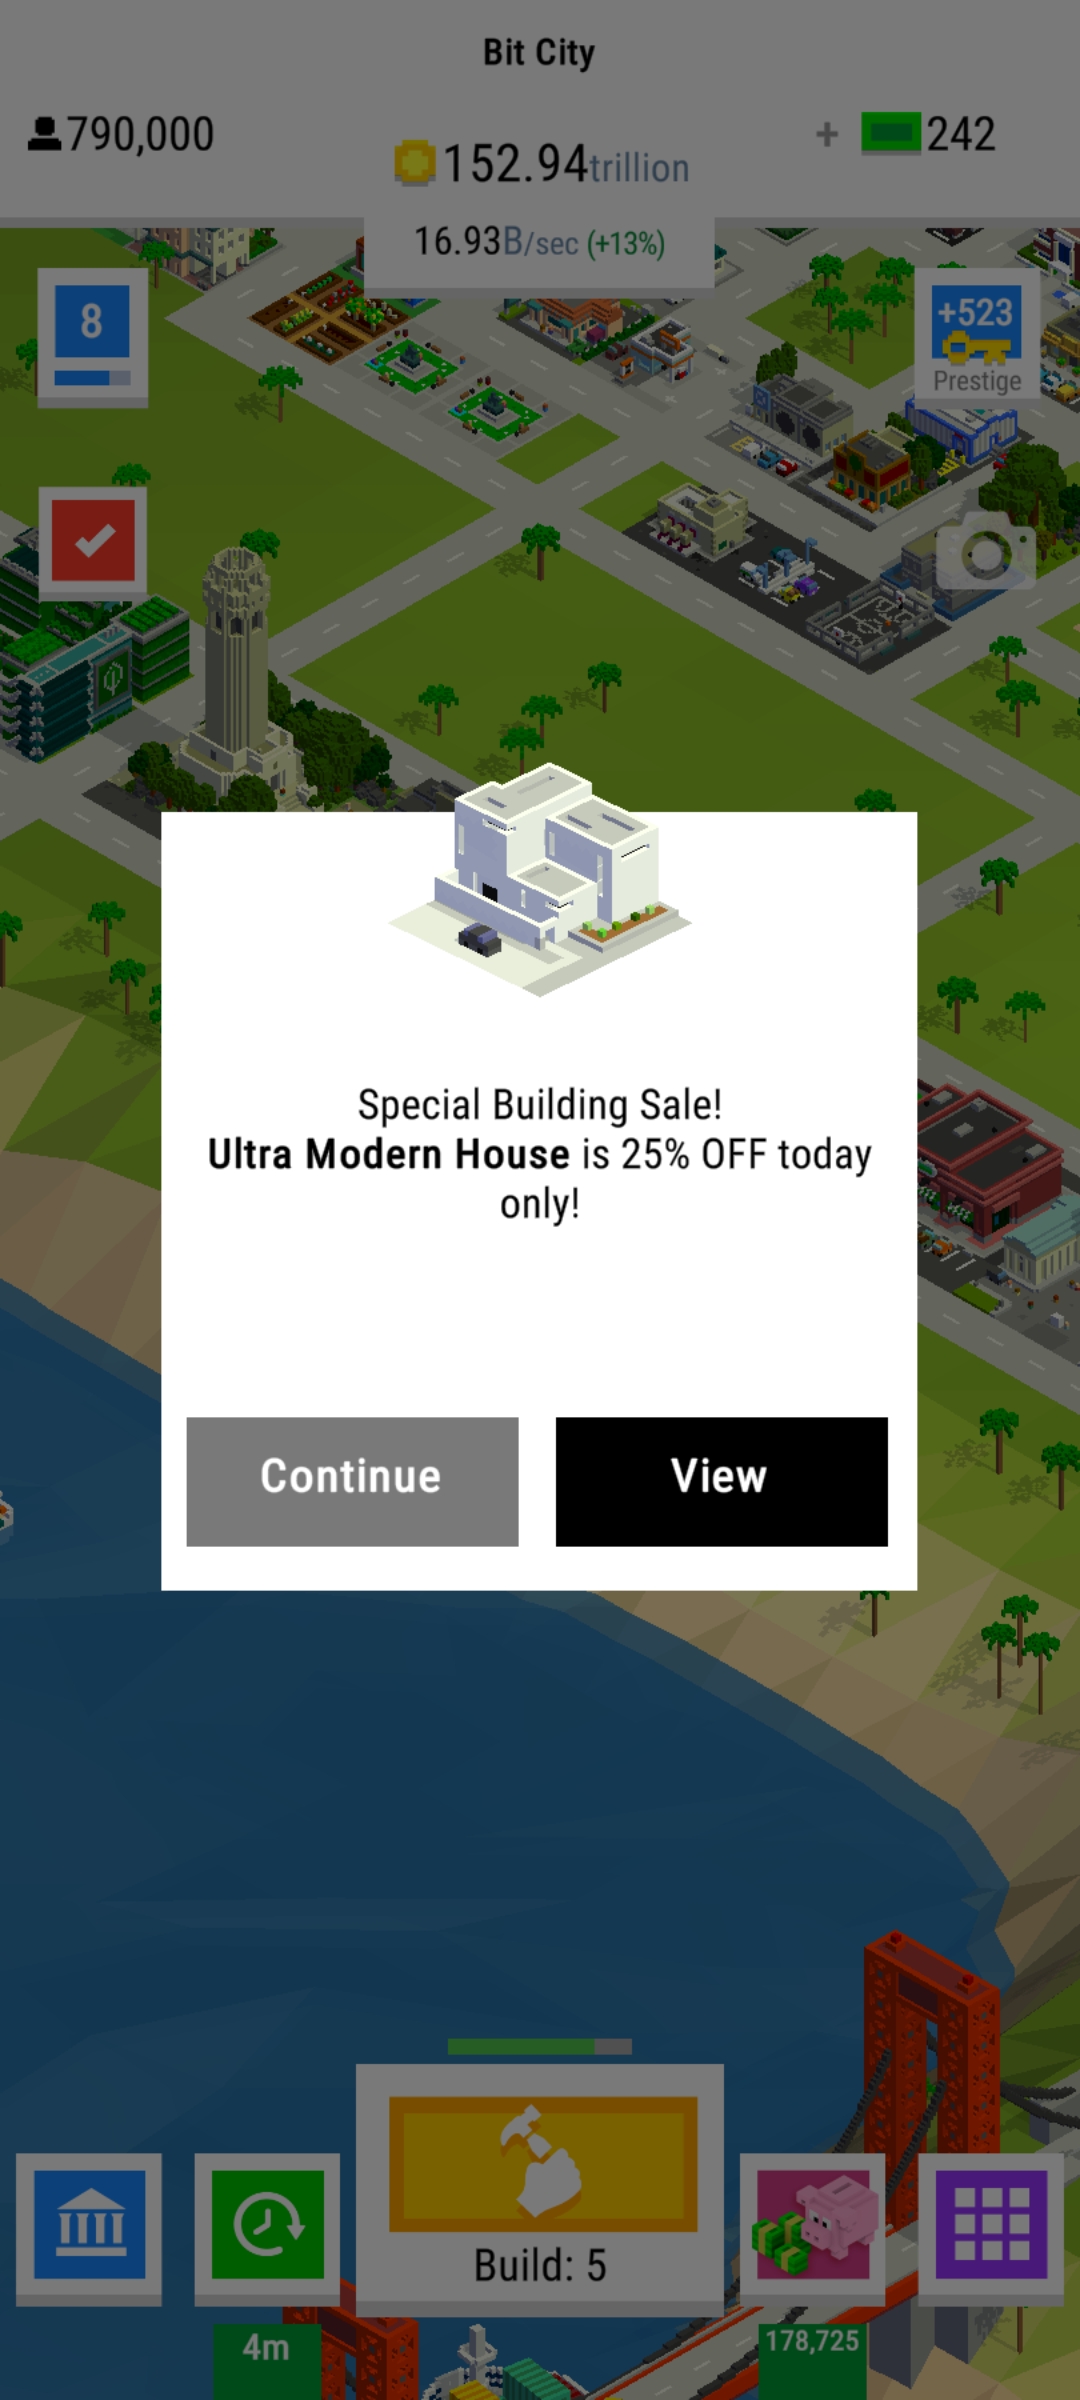 Bit City
790,000
152.94trillion
+ 242
16.93B/sec (+13%)
8
+523
Prestige
Special Building Sale!
Ultra Modern House is 25% OFF today
only!
Continue
View
Build: 5
4m
178,725